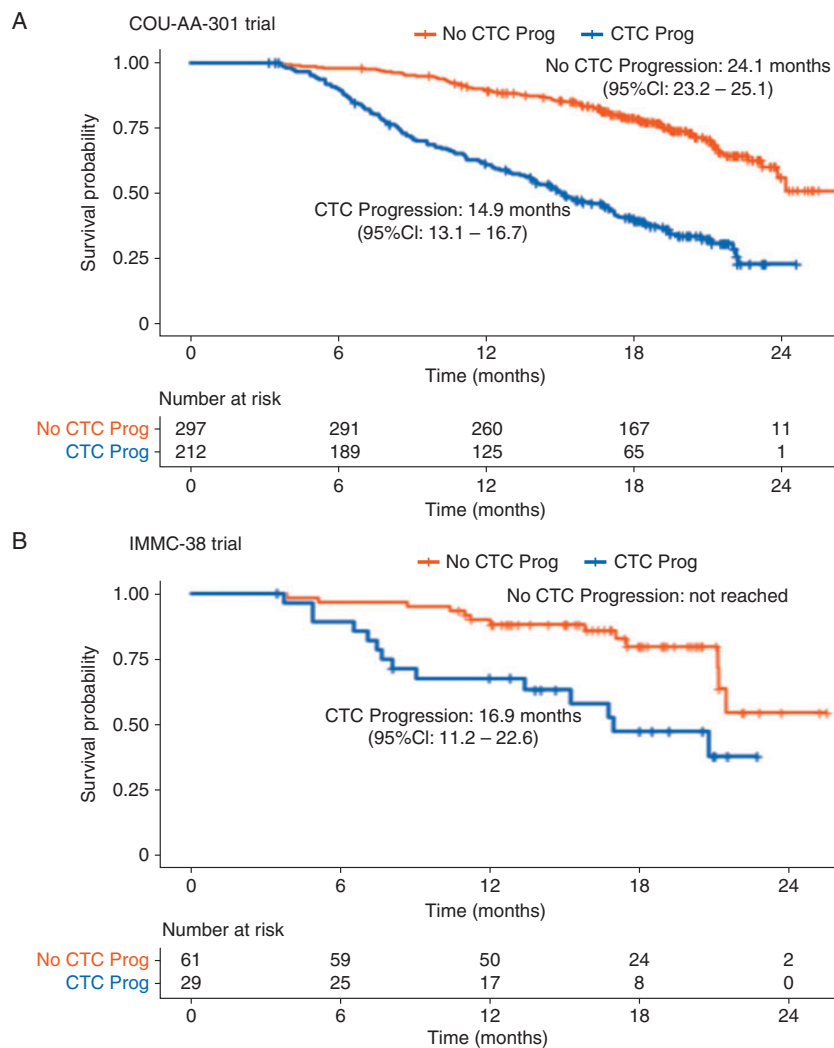 A
COU-AA-301 trial
No CTC Prog CTC Prog
No CTC Progression: 24.1 months
(95%CI: 23.2 – 25.1)
1.00
0.75
0.50
0.25
0
Survival probability
CTC Progression: 14.9 months
(95%CI: 13.1 – 16.7)
0 6 12 18 24
Time (months)
Number at risk
No CTC Prog 297 291 260 167 11
CTC Prog 212 189 125 65 1
0 6 12 18 24
Time (months)
B
IMMC-38 trial
No CTC Prog CTC Prog
No CTC Progression: not reached
1.00
0.75
0.50
0.25
0
Survival probability
CTC Progression: 16.9 months
(95%CI: 11.2 – 22.6)
0 6 12 18 24
Time (months)
Number at risk
No CTC Prog 61 59 50 24 2
CTC Prog 29 25 17 8 0
0 6 12 18 24
Time (months)